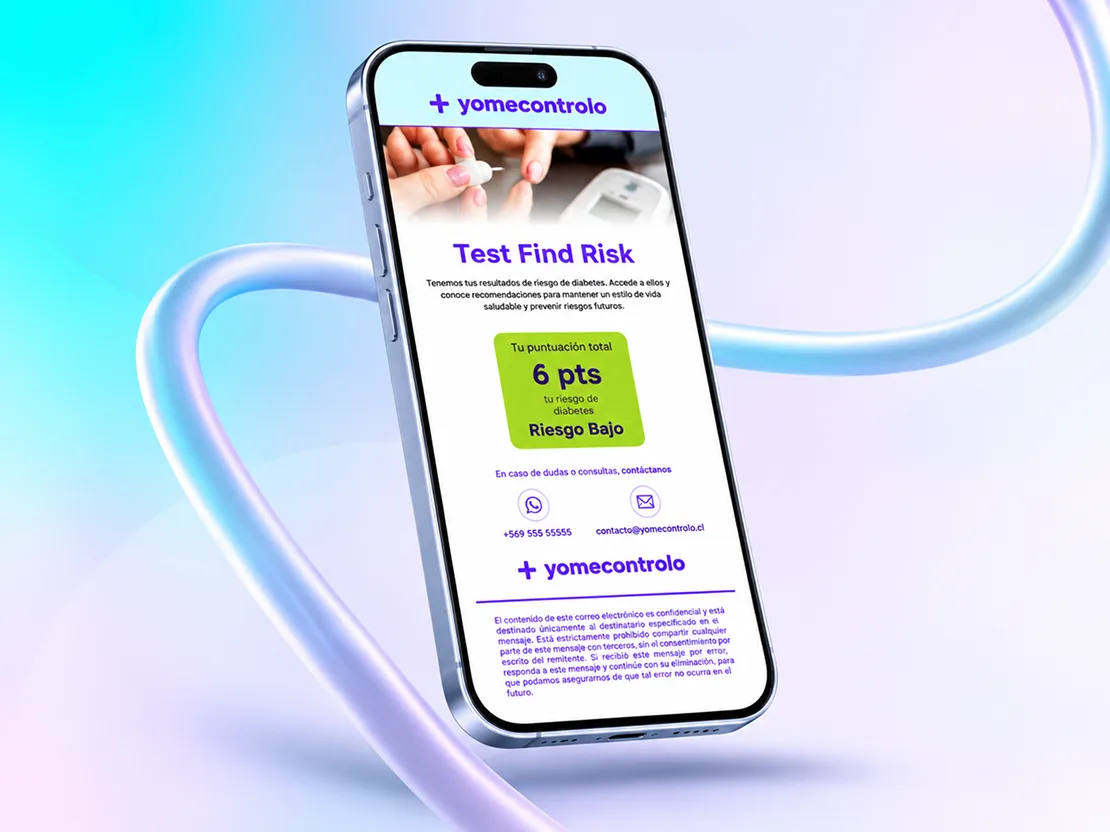 + yomecontrolo
Test Find Risk
Tenemos tus resultados de riesgo de diabetes. Accede a ellos y
conoce recomendaciones para mantener un estilo de vida
saludable y prevenir riesgos futuros.
Tu puntuación total
6 pts
tu riesgo de
diabetes
Riesgo Bajo
En caso de dudas o consultas, contáctanos
+569 555 55555
contacto@yomecontrolo.cl
+ yomecontrolo
El contenido de este correo electrónico es confidencial y está
destinado únicamente al destinatario especificado en el
mensaje. Está estrictamente prohibido compartir cualquier
parte de este mensaje con terceros, sin el consentimiento por
escrito del remitente. Si recibió este mensaje por error,
responda a este mensaje y continúe con su eliminación, para
que podamos asegurarnos de que tal error no ocurra en el
futuro.